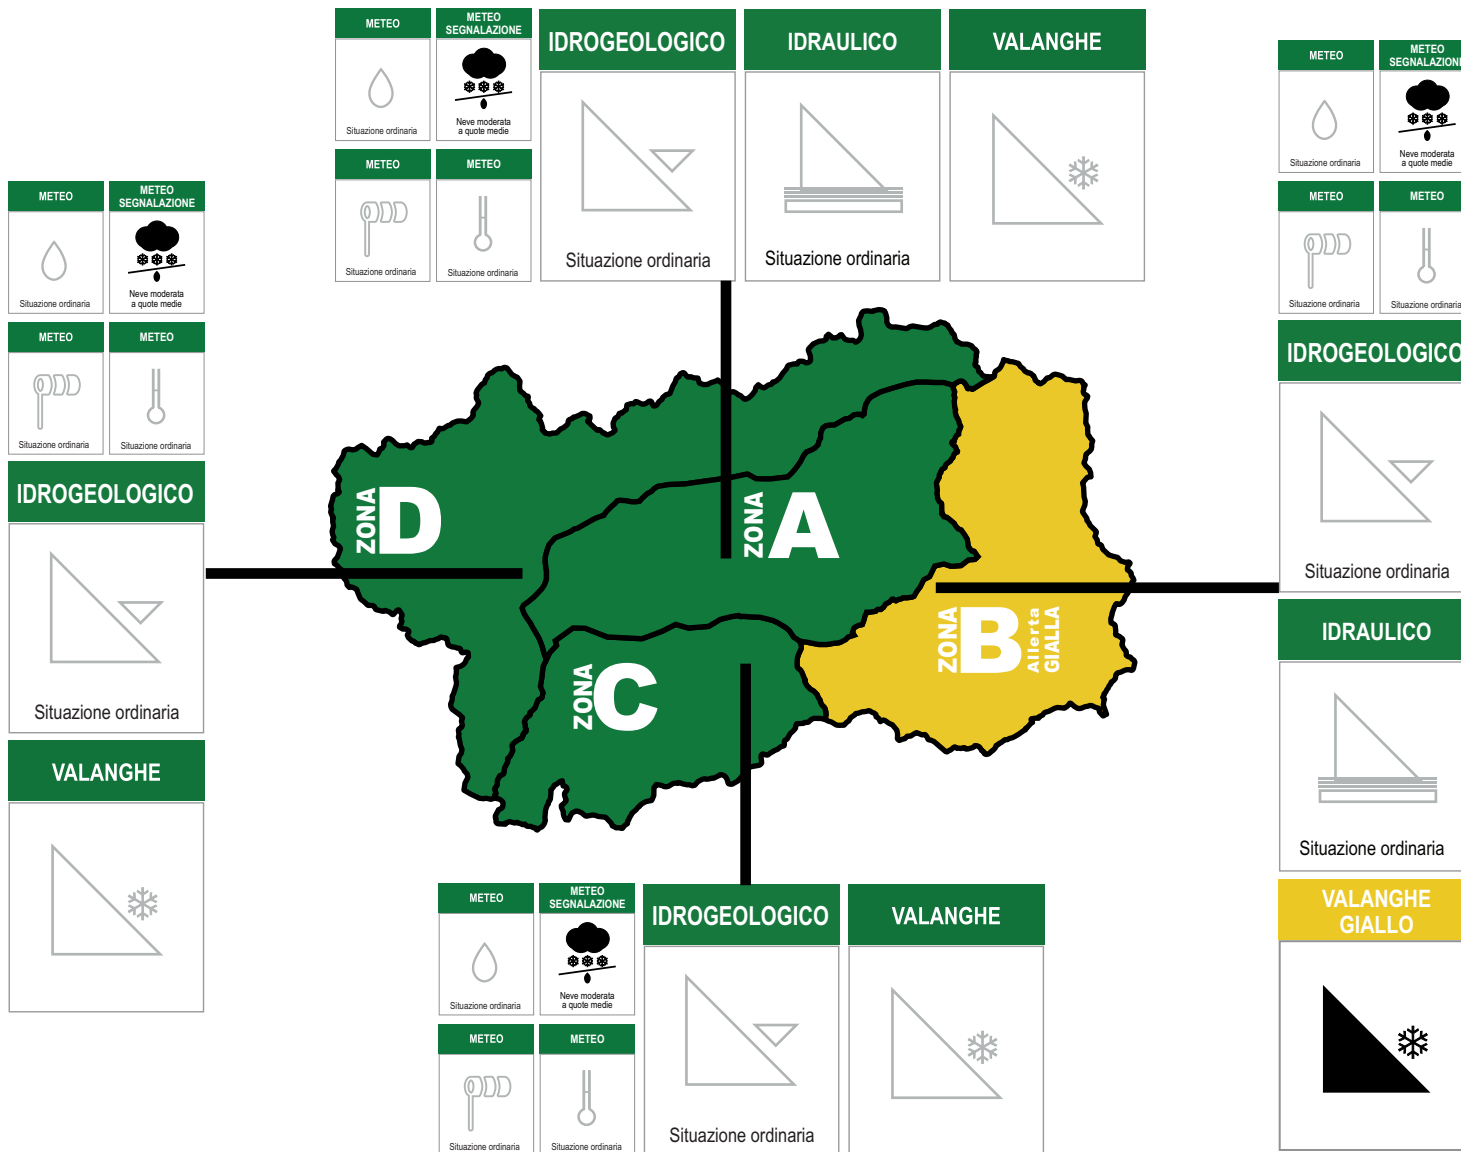 METEO
METEO
SEGNALAZIONE
Situazione ordinaria
Neve moderata
a quote medie
METEO
METEO
Situazione ordinaria
Situazione ordinaria
IDROGEOLOGICO
Situazione ordinaria
IDRAULICO
Situazione ordinaria
VALANGHE
METEO
METEO
SEGNALAZIONE
Situazione ordinaria
Neve moderata
a quote medie
METEO
METEO
Situazione ordinaria
Situazione ordinaria
IDROGEOLOGICO
Situazione ordinaria
VALANGHE
ZONA D
ZONA A
ZONA B Allerta GIALLA
ZONA C
METEO
METEO
SEGNALAZIONE
Situazione ordinaria
Neve moderata
a quote medie
METEO
METEO
Situazione ordinaria
Situazione ordinaria
IDROGEOLOGICO
Situazione ordinaria
IDRAULICO
Situazione ordinaria
VALANGHE
GIALLO
METEO
METEO
SEGNALAZIONE
Situazione ordinaria
Neve moderata
a quote medie
METEO
METEO
Situazione ordinaria
Situazione ordinaria
IDROGEOLOGICO
Situazione ordinaria
VALANGHE